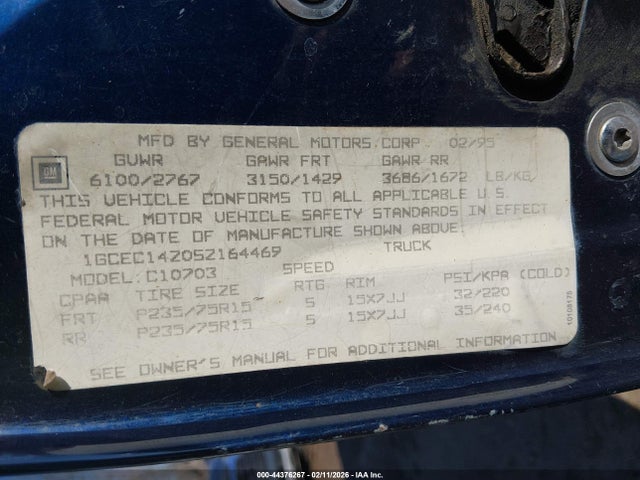 MFD BY GENERAL MOTORS CORP 02/95
GVWR GAWR FRT GAWR RR
GM 6100/2767 3150/1429 3686/1672 LB/KG
THIS VEHICLE CONFORMS TO ALL APPLICABLE U.S.
FEDERAL MOTOR VEHICLE SAFETY STANDARDS IN EFFECT
ON THE DATE OF MANUFACTURE SHOWN ABOVE.
1GCEC14Z0SZ164469 TRUCK
MODEL: C10703 SPEED
CPAA TIRE SIZE RTG RIM PSI/KPA (COLD)
FRT P235/75R15 S 15X7JJ 32/220
RR P235/75R15 S 15X7JJ 35/240
SEE OWNER'S MANUAL FOR ADDITIONAL INFORMATION
000-44376267 - 02/11/2026 - IAA Inc.